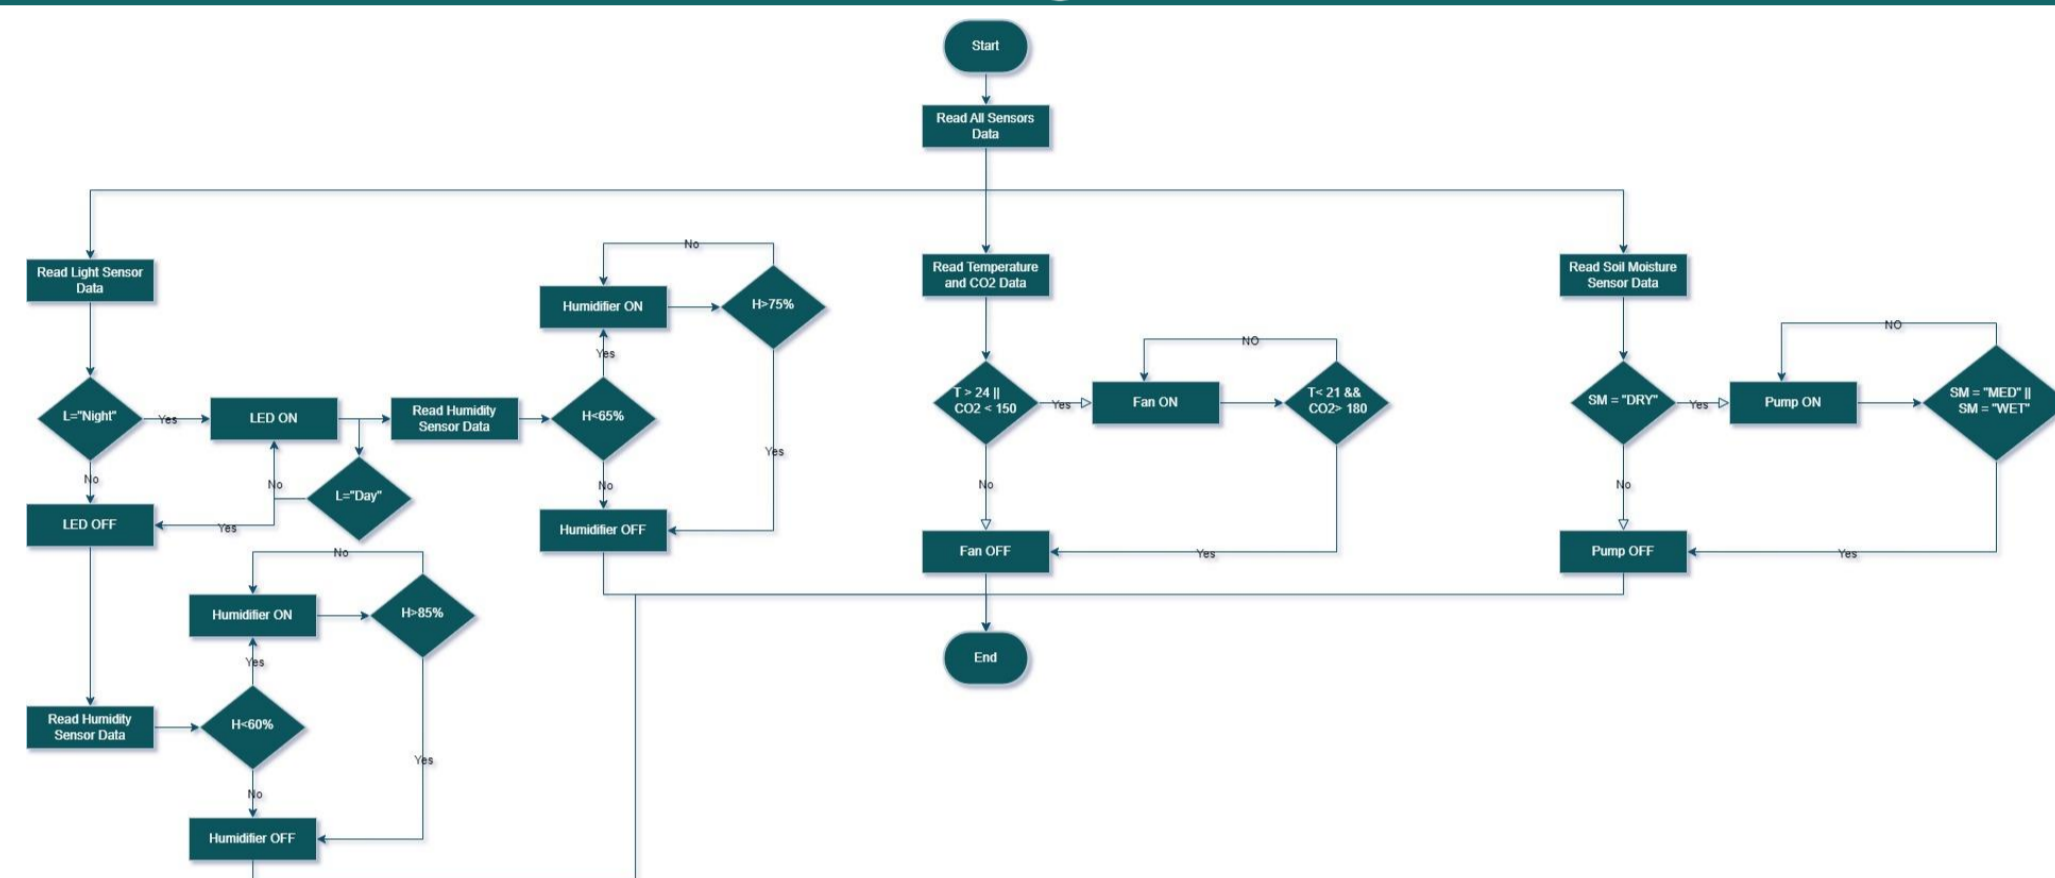 Start
Read All Sensors
Data
Read Light Sensor
Data
L="Night"
Yes
No
LED ON
LED OFF
L="Day"
No
Yes
Read Humidity
Sensor Data
H<65%
Yes
No
Humidifier ON
H>75%
No
Yes
Humidifier OFF
Read Humidity
Sensor Data
H<60%
Yes
No
Humidifier ON
H>85%
No
Yes
Humidifier OFF
Read Temperature
and CO2 Data
T > 24 ||
CO2 < 150
Yes
No
Fan ON
T< 21 &&
CO2> 180
NO
Yes
Fan OFF
End
Read Soil Moisture
Sensor Data
SM = "DRY"
Yes
No
Pump ON
SM = "MED" ||
SM = "WET"
NO
Yes
Pump OFF